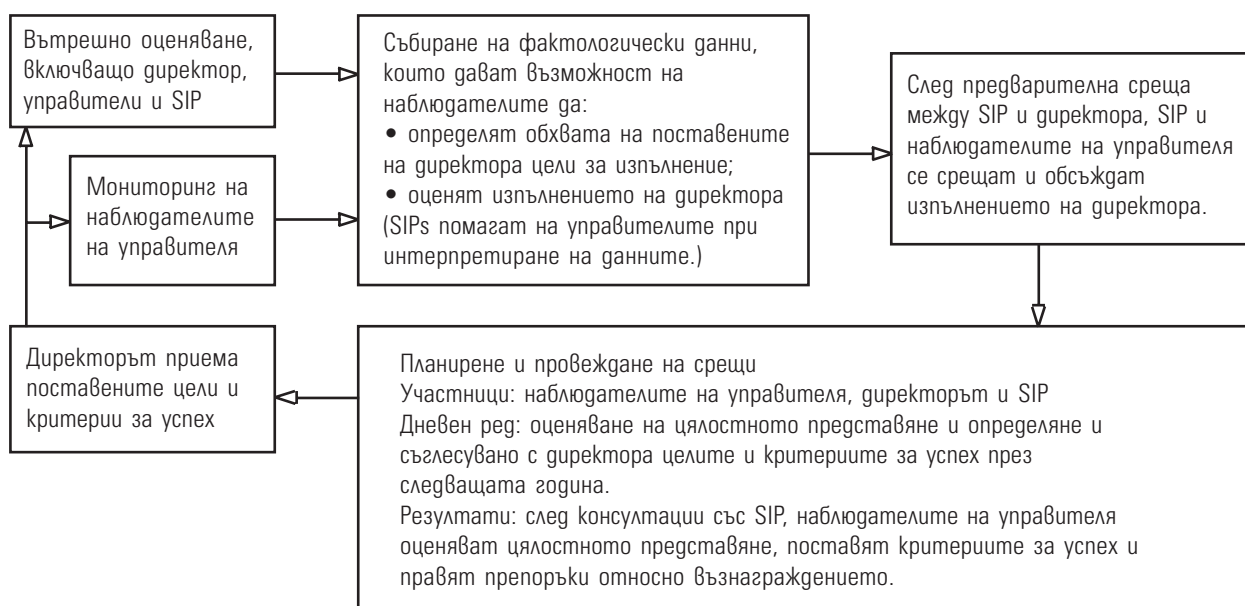 Вътрешно оценяване,
включващо директор,
управители и SIP
Мониторинг на
наблюдателите
на управителя
Събиране на фактологически данни,
които дават възможност на
наблюдателите да:
• определят обхвата на поставените
на директора цели за изпълнение;
• оценят изпълнението на директора
(SIPs помагат на управителите при
интерпретиране на данните.)
След предварителна среща
между SIP и директора, SIP и
наблюдателите на управителя
се срещат и обсъждат
изпълнението на директора.
Директорът приема
поставените цели и
критерии за успех
Планирене и провеждане на срещи
Участници: наблюдателите на управителя, директорът и SIP
Дневен ред: оценяване на цялостното представяне и определяне и
съглесувано с директора целите и критериите за успех през
следващата година.
Резултати: след консултации със SIP, наблюдателите на управителя
оценяват цялостното представяне, поставят критериите за успех и
правят препоръки относно възнаграждението.